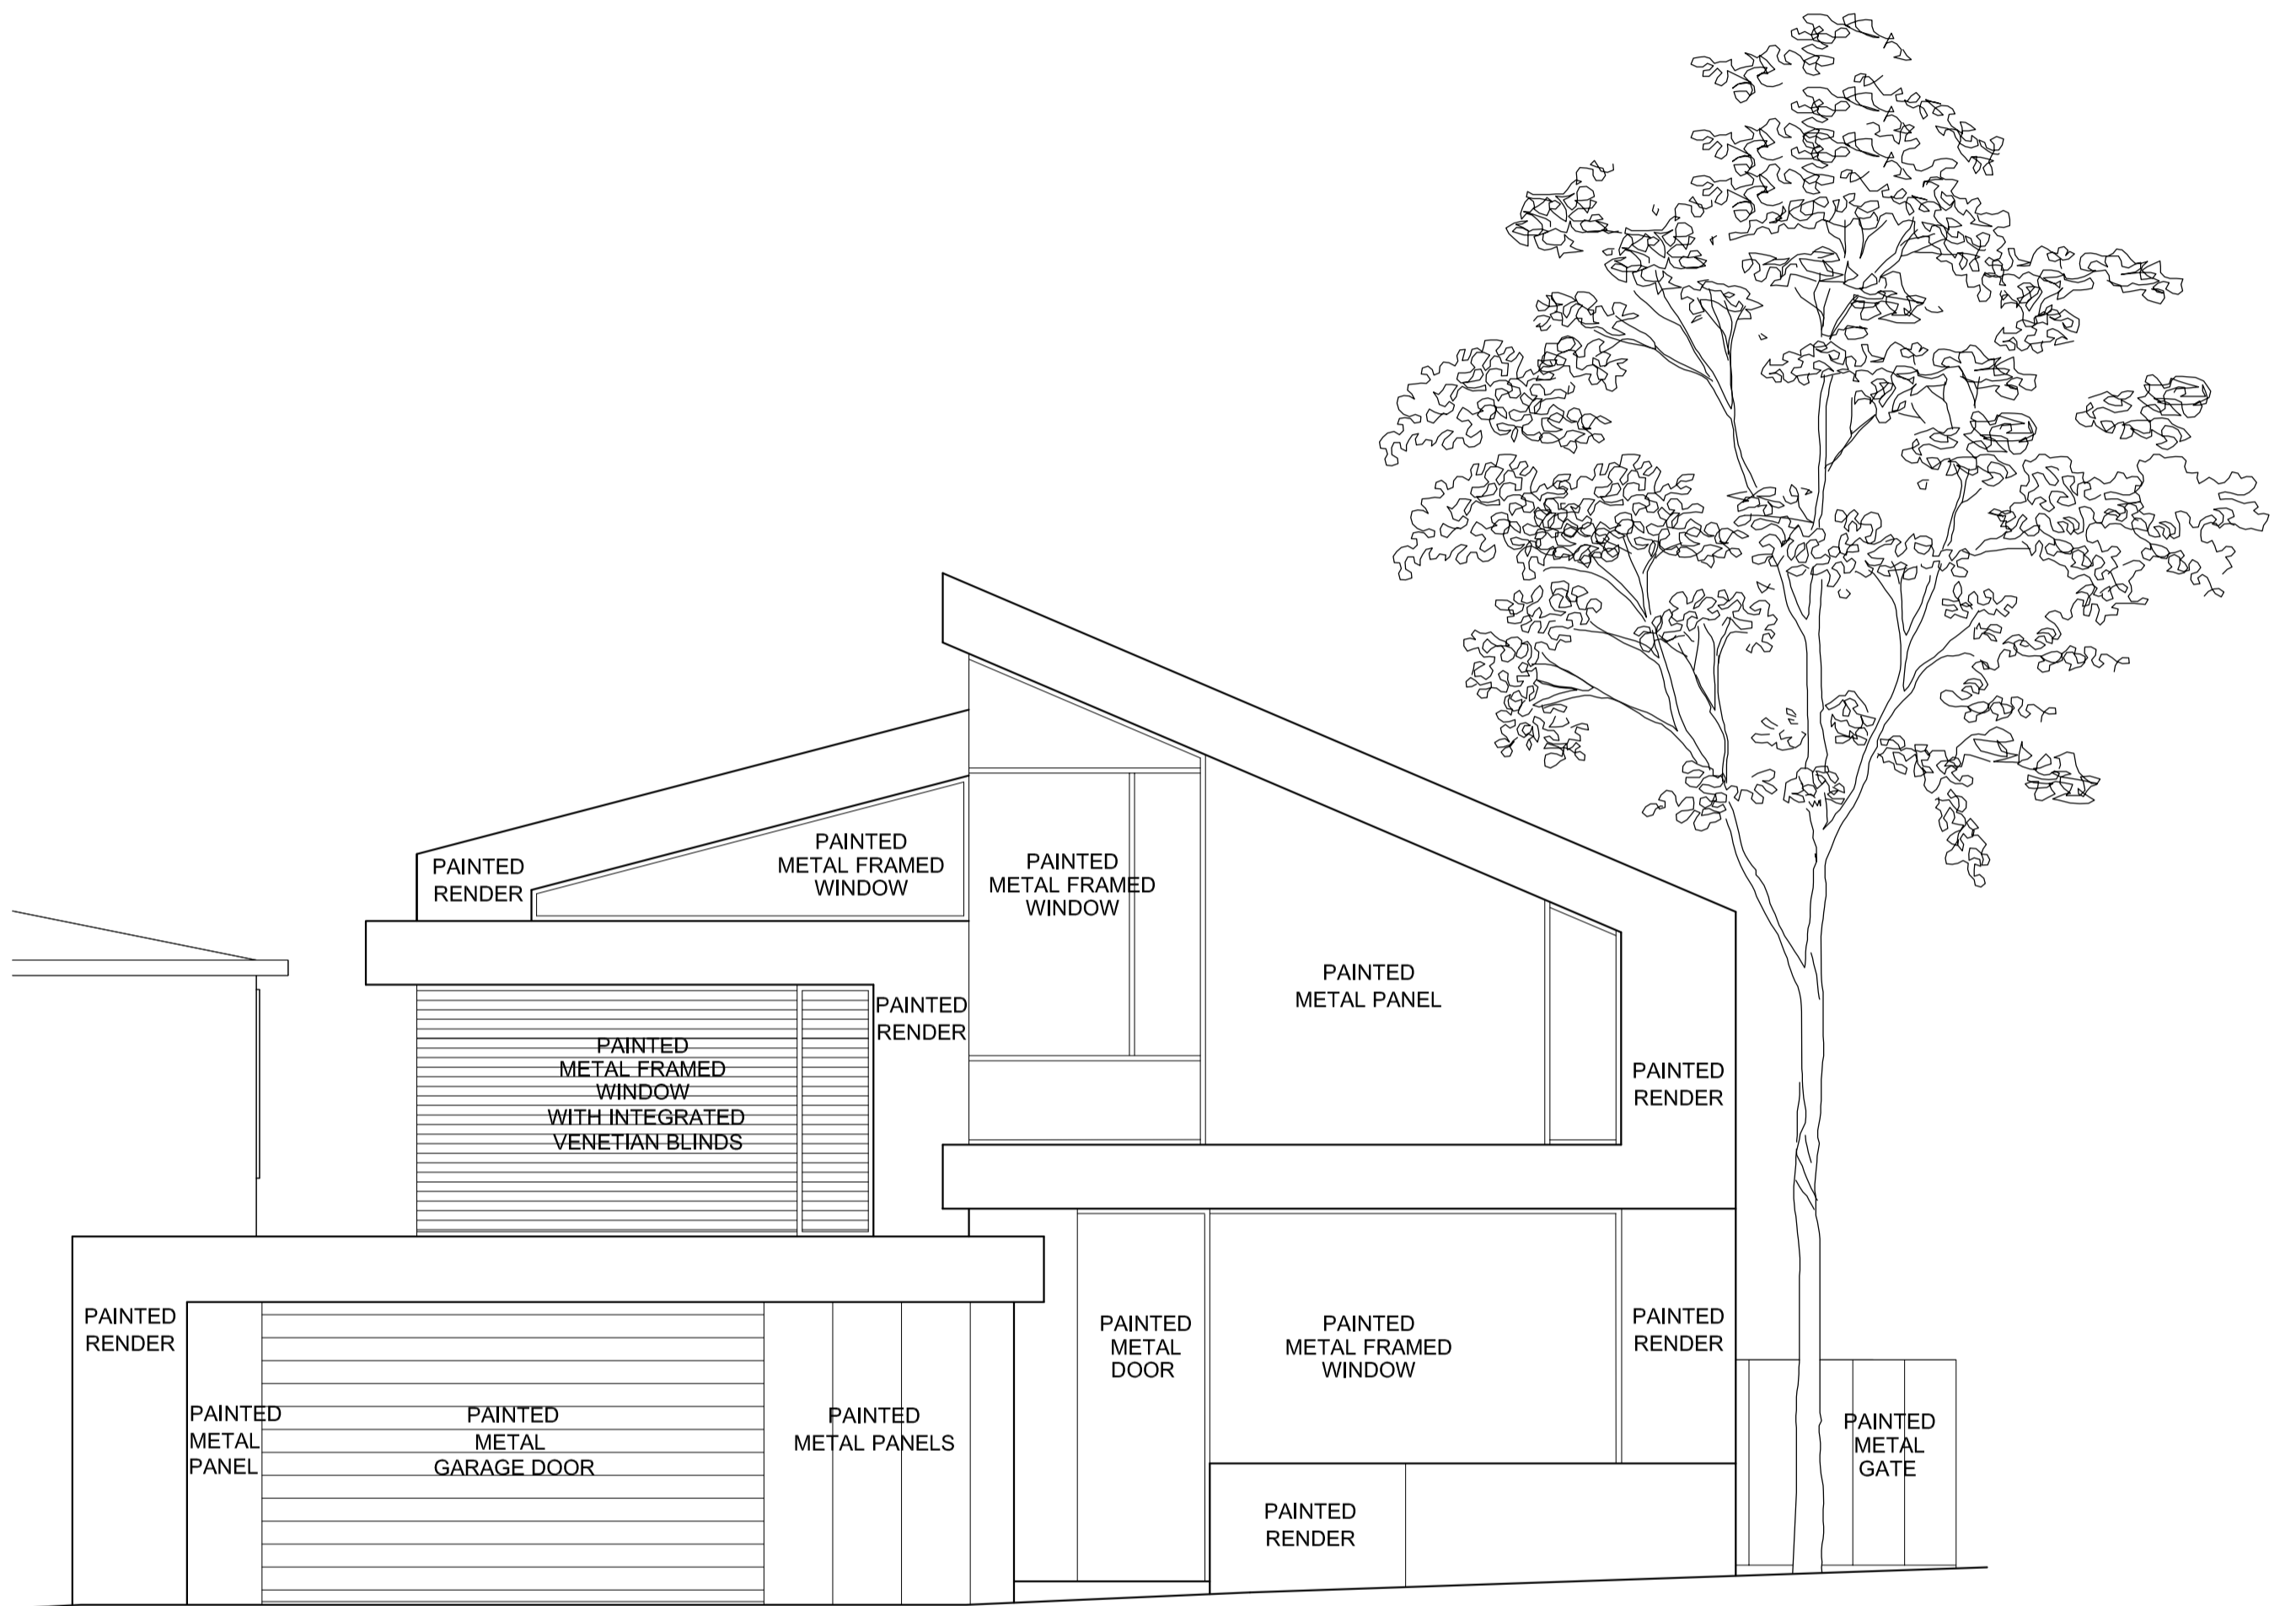 PAINTED
METAL FRAMED
WINDOW
PAINTED
RENDER
PAINTED
METAL FRAMED
WINDOW
PAINTED
METAL PANEL
PAINTED
RENDER
PAINTED
METAL FRAMED
WINDOW
WITH INTEGRATED
VENETIAN BLINDS
PAINTED
RENDER
PAINTED
RENDER
PAINTED
METAL
DOOR
PAINTED
METAL FRAMED
WINDOW
PAINTED
RENDER
PAINTED
METAL
PANEL
PAINTED
METAL
GARAGE DOOR
PAINTED
METAL PANELS
PAINTED
METAL
GATE
PAINTED
RENDER